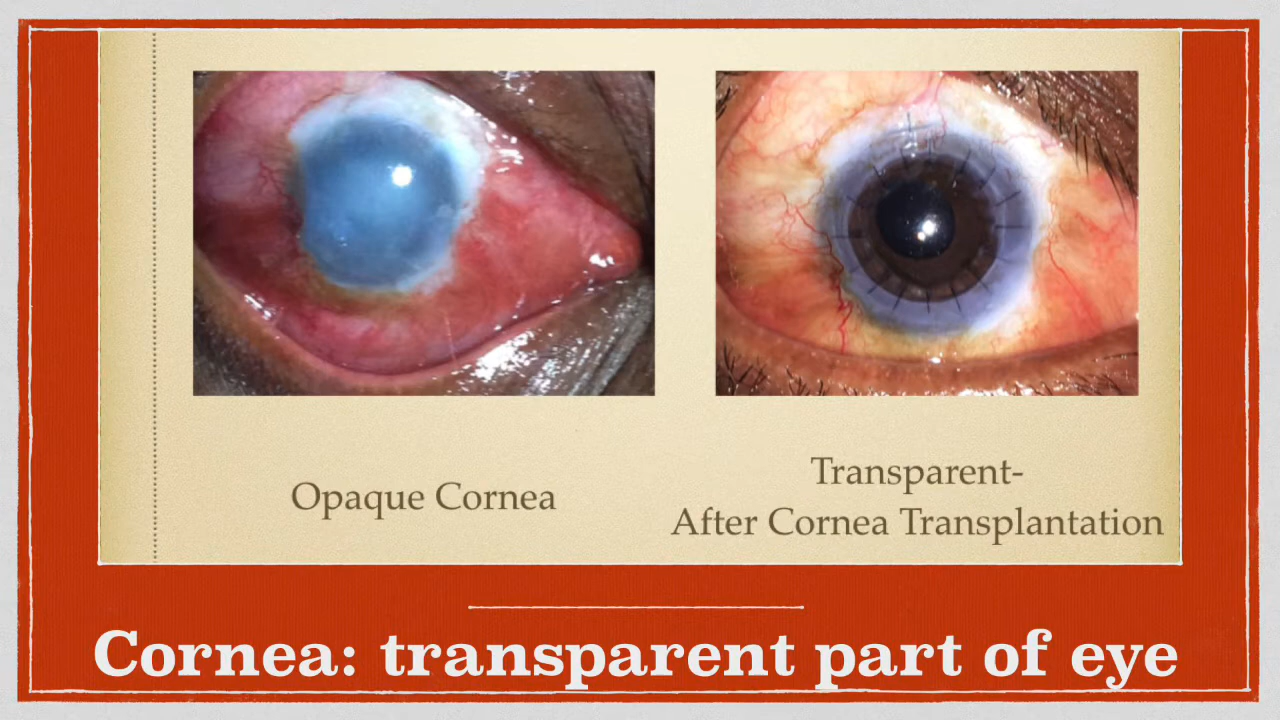 Opaque Cornea
Transparent-
After Cornea Transplantation
Cornea: transparent part of eye